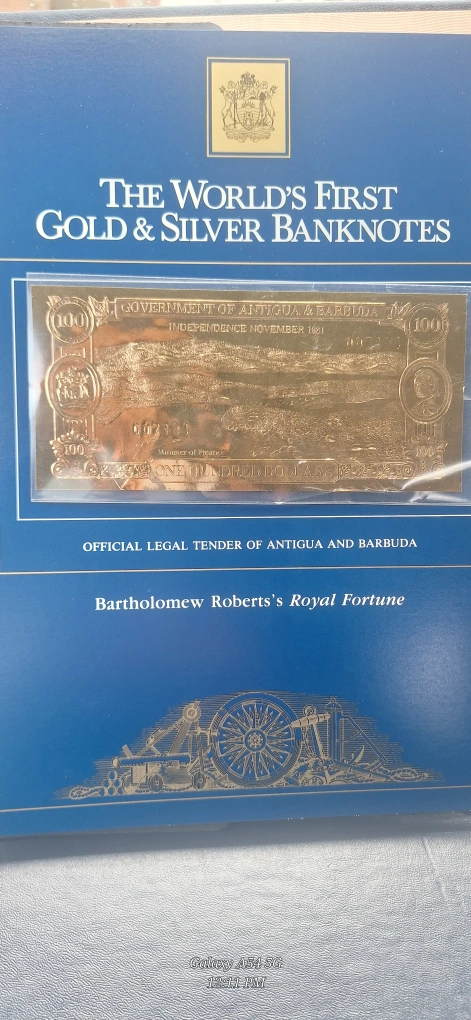 THE WORLD'S FIRST
GOLD & SILVER BANKNOTES
100
GOVERNMENT OF ANTIGUA & BARBUDA
100
INDEPENDENCE NOVEMBER 1981
Minister of Finance
100
ONE HUNDRED DOLLARS
100
OFFICIAL LEGAL TENDER OF ANTIGUA AND BARBUDA
Bartholomew Roberts's Royal Fortune
Galaxy A54 5G
12:11 PM